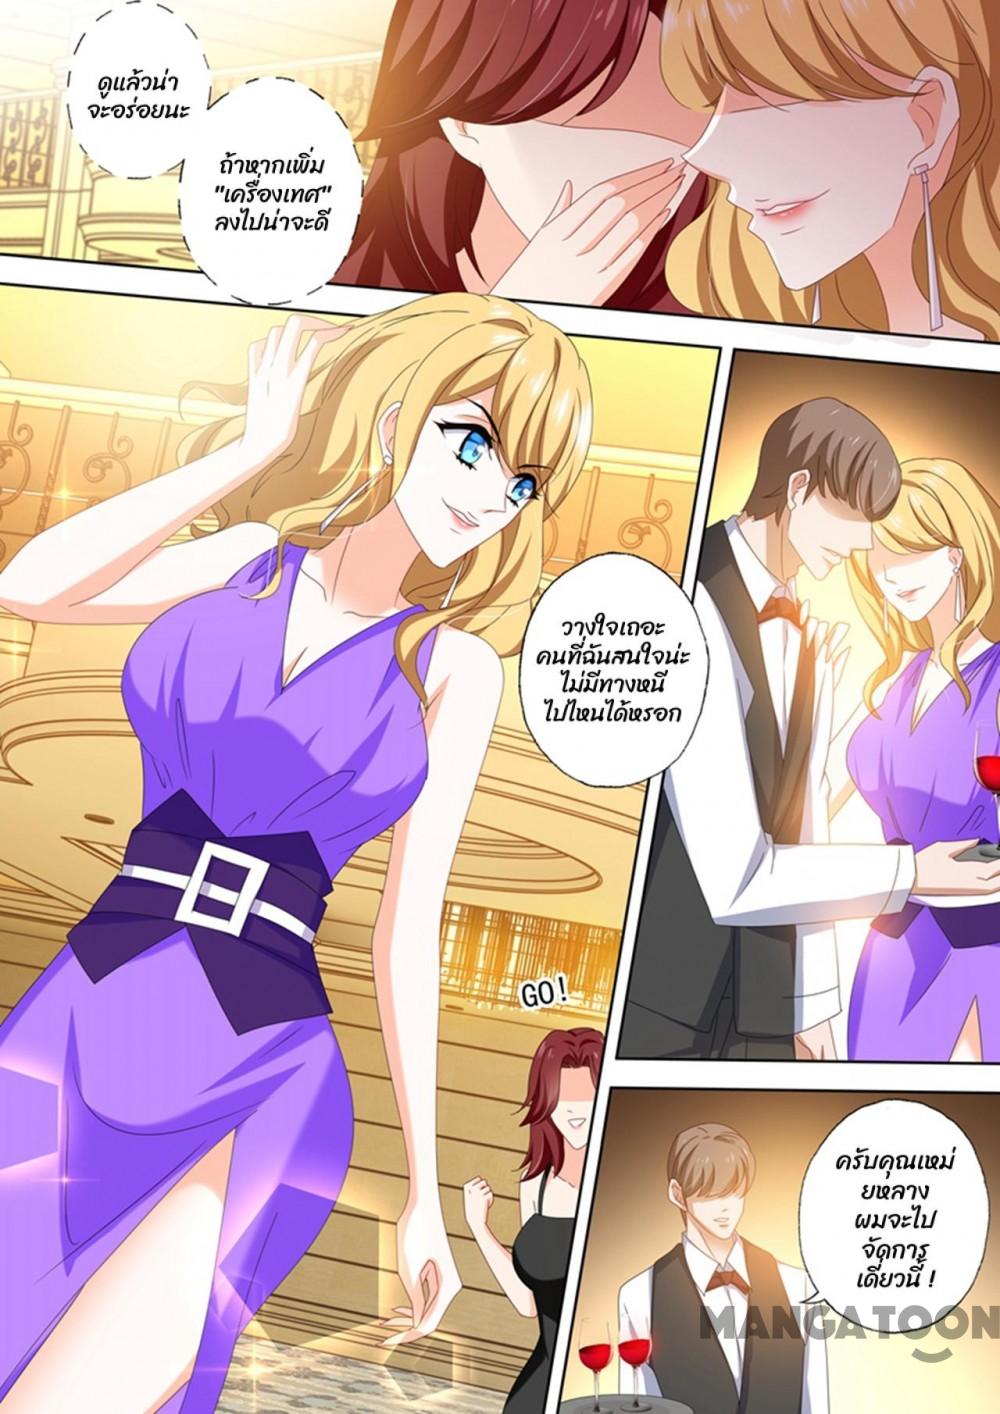 ดูแล้วน่า
จะอร่อยนะ
ถ้าหากเพิ่ม
"เครื่องเทศ"
ลงไปน่าจะดี
วางใจเถอะ
คนที่ฉันสนใจน่ะ
ไม่มีทางหนี
ไปไหนได้หรอก
GO!
ครับคุณเหม่
ยหลาง
ผมจะไป
จัดการ
เดี๋ยวนี้ !
MANGATOON